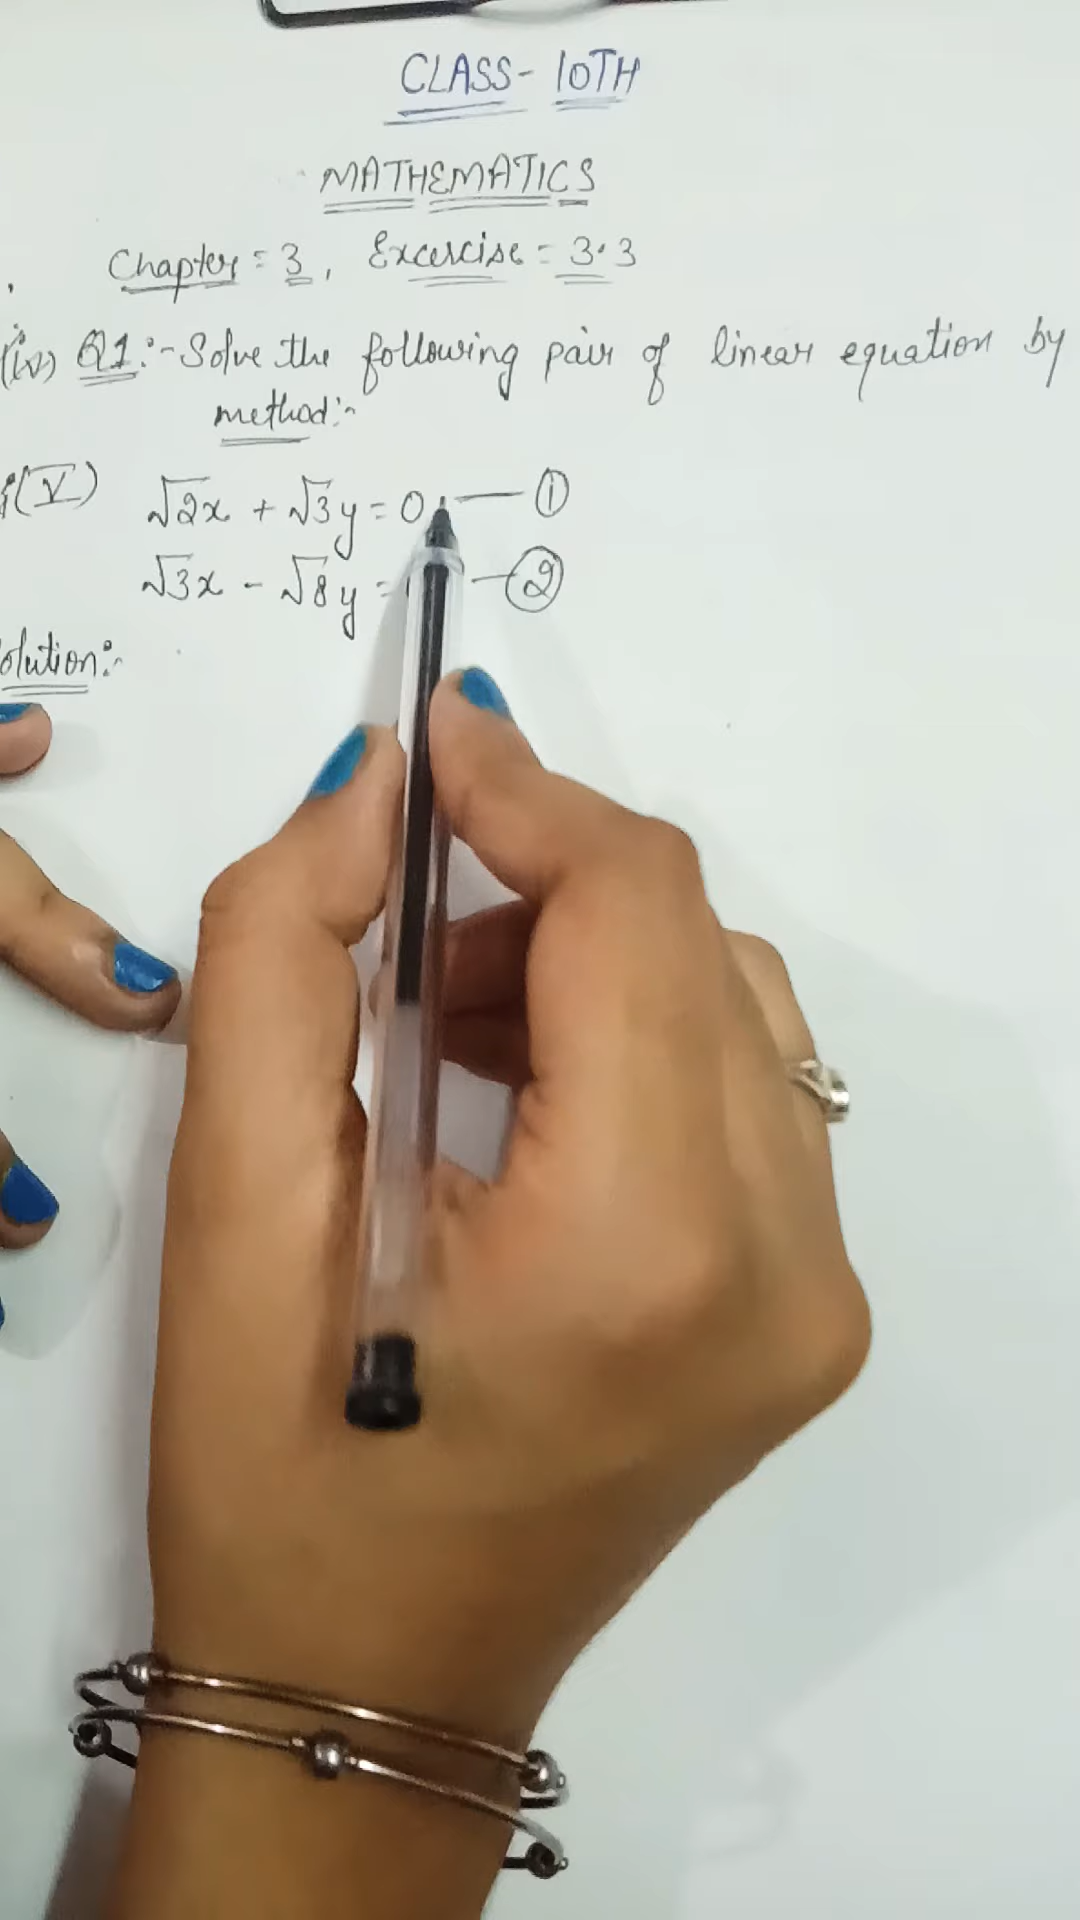 CLASS- 10TH
MATHEMATICS
Chapter = 3, Excercise = 3.3
(iv) Q1:- Solve the following pair of linear equation by
method:-
(V) √2x + √3y = 0 — ①
√3x - √8y = — ②
olution:-